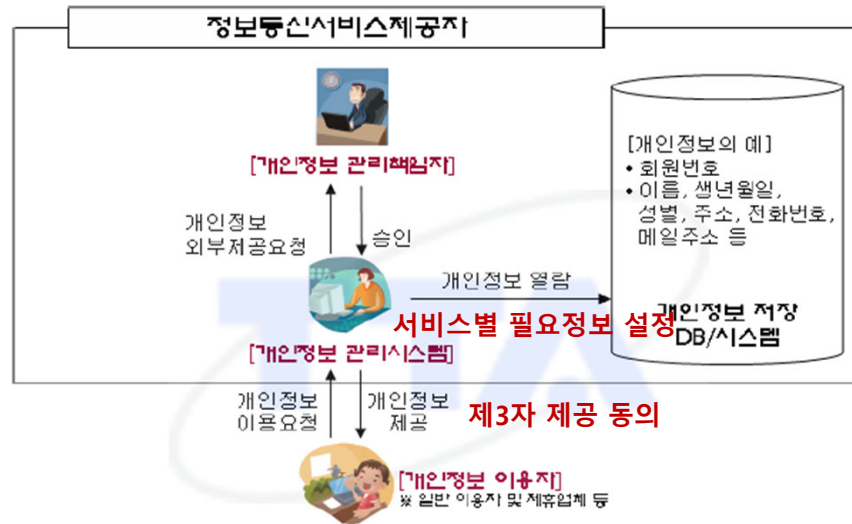 정보통신서비스제공자
[개인정보 관리책임자]
개인정보
외부제공요청
승인
[개인정보의 예]
• 회원번호
• 이름, 생년월일,
성별, 주소, 전화번호,
메일주소 등
개인정보 열람
서비스별 필요정보 설정
개인정보 저장
DB/시스템
[개인정보 관리시스템]
개인정보
이용요청
개인정보
제공
제3자 제공 동의
[개인정보 이용자]
※ 일반 이용자 및 제휴업체 등
TTA